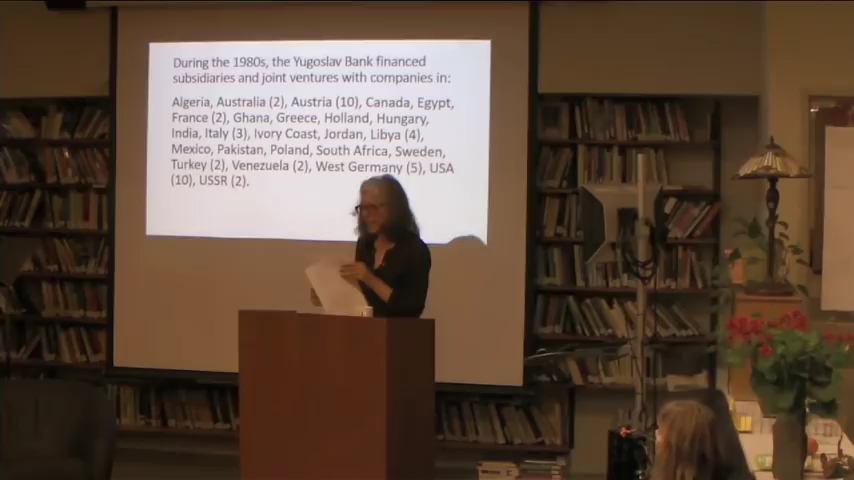 During the 1980s, the Yugoslav Bank financed
subsidiaries and joint ventures with companies in:
Algeria, Australia (2), Austria (10), Canada, Egypt,
France (2), Ghana, Greece, Holland, Hungary,
India, Italy (3), Ivory Coast, Jordan, Libya (4),
Mexico, Pakistan, Poland, South Africa, Sweden,
Turkey (2), Venezuela (2), West Germany (5), USA
(10), USSR (2).